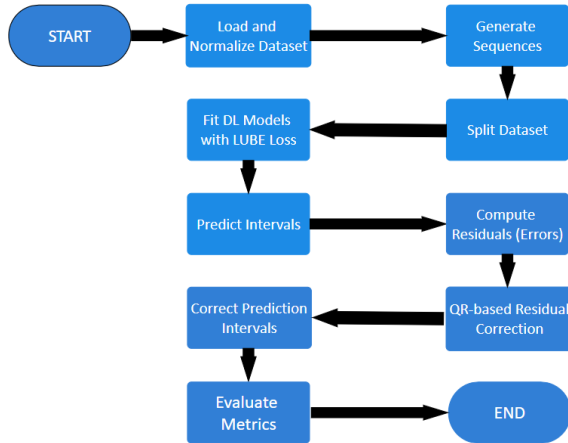 START
Load and
Normalize Dataset
Generate
Sequences
Split Dataset
Fit DL Models
with LUBE Loss
Predict Intervals
Compute
Residuals (Errors)
QR-based Residual
Correction
Correct Prediction
Intervals
Evaluate
Metrics
END